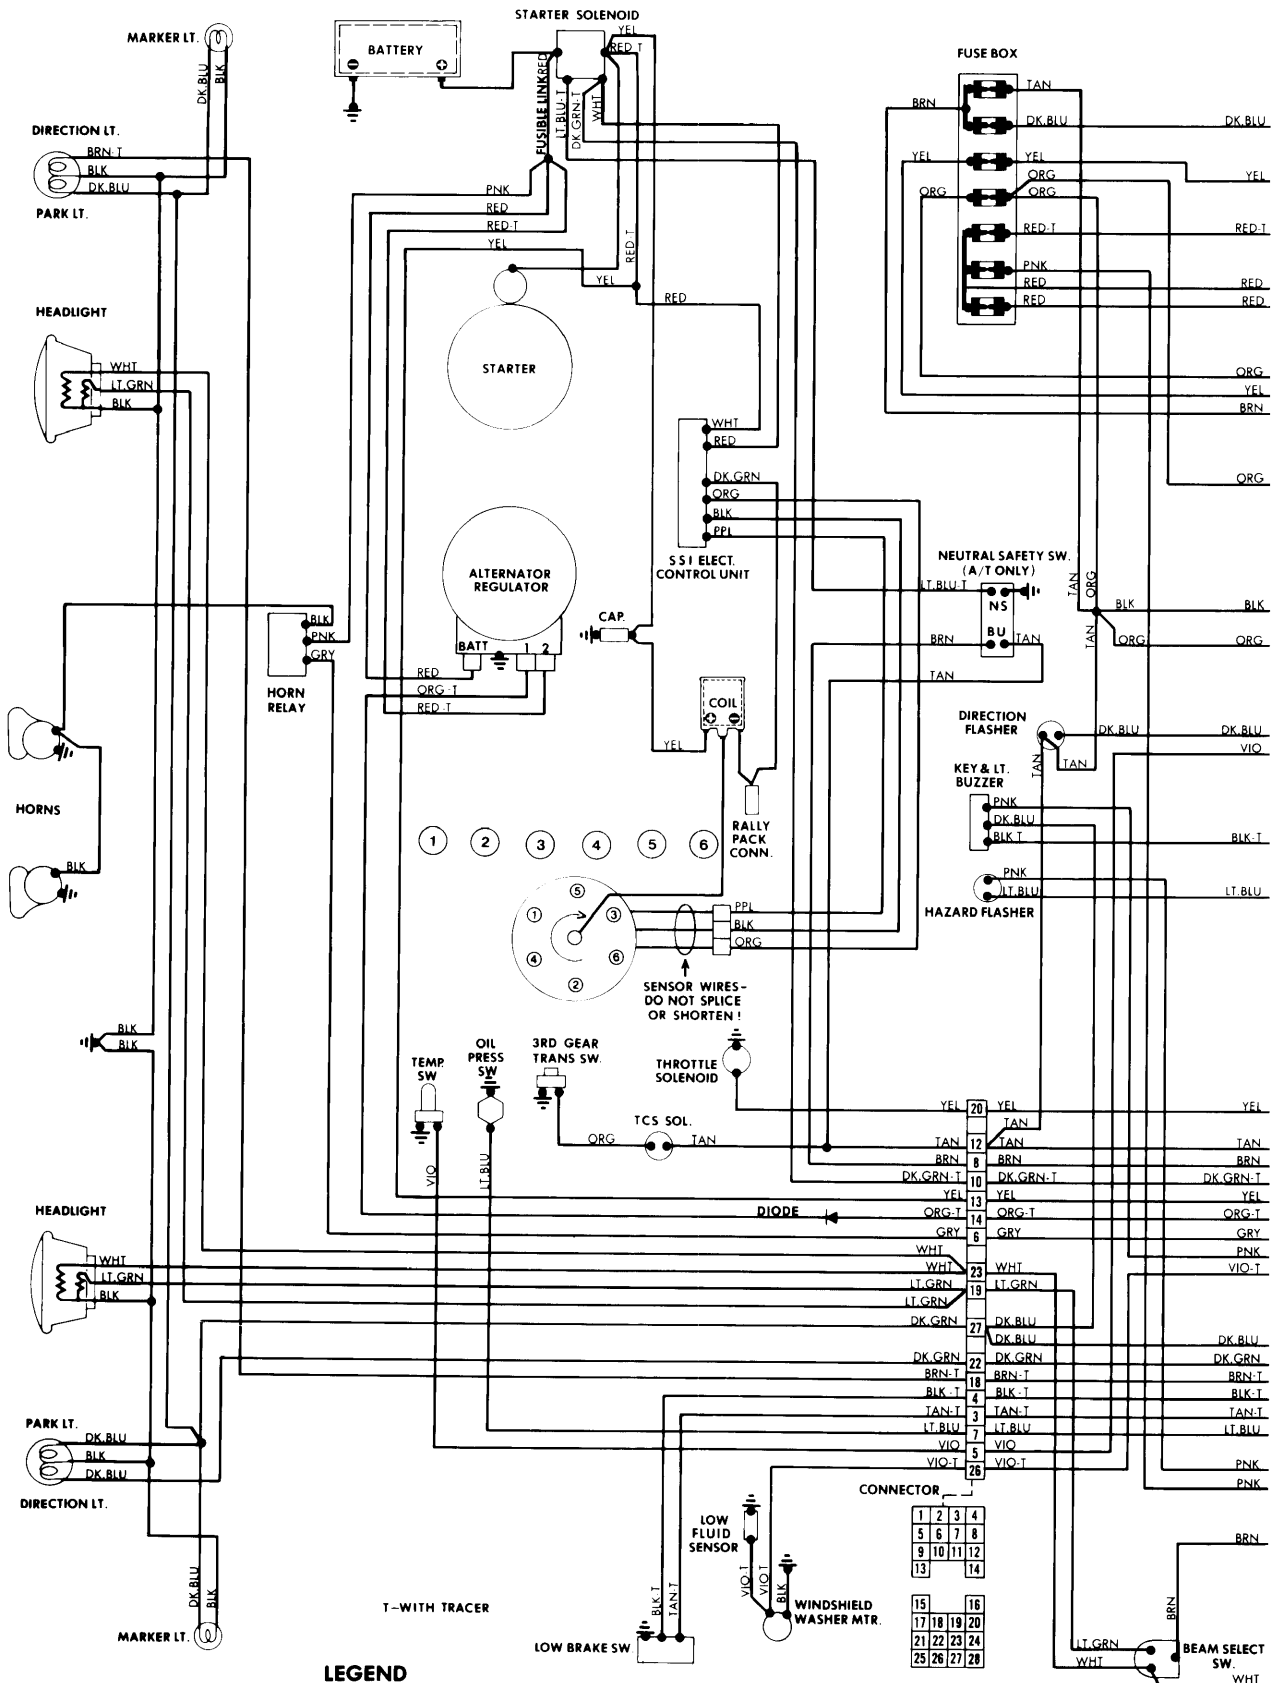 STARTER SOLENOID
MARKER LT.
BATTERY
YEL
RED T
FUSE BOX
DK.BLU
BLK
FUSIBLE LINK
RED
LT.BLU-T
DK GRN-T
WHT
BRN
TAN
DK.BLU
DK.BLU
DIRECTION LT.
BRN-T
BLK
DK.BLU
PARK LT.
YEL
YEL
ORG
YEL
ORG
ORG
PNK
RED
RED-T
YEL
RED-T
RED-T
RED-T
PNK
RED
RED
RED
RED
YEL
RED
HEADLIGHT
STARTER
WHT
LT.GRN
BLK
ORG
YEL
BRN
WHT
RED
DK.GRN
ORG
BLK
PPL
ORG
S S I ELECT.
CONTROL UNIT
NEUTRAL SAFETY SW.
(A/T ONLY)
LT.BLU-T
NS
BU
BRN
TAN
TAN
TAN
ORG
TAN
BLK
BLK
ORG
ORG
ALTERNATOR
REGULATOR
BATT
1
2
CAP.
BLK
PNK
GRY
HORN
RELAY
RED
ORG-T
RED-T
COIL
YEL
DIRECTION
FLASHER
DK.BLU
DK.BLU
VIO
TAN
TAN
KEY & LT.
BUZZER
PNK
DK.BLU
BLK T
BLK-T
HORNS
BLK
1
2
3
4
5
6
RALLY
PACK
CONN.
PNK
LT.BLU
LT.BLU
HAZARD FLASHER
5
1
3
4
6
2
PPL
BLK
ORG
SENSOR WIRES-
DO NOT SPLICE
OR SHORTEN !
BLK
BLK
TEMP.
SW
OIL
PRESS
SW
3RD GEAR
TRANS SW.
THROTTLE
SOLENOID
TCS SOL.
ORG
TAN
VIO
LT.BLU
YEL 20 YEL YEL
TAN
TAN 12 TAN TAN
BRN 8 BRN BRN
DK.GRN-T 10 DK.GRN-T DK.GRN-T
YEL 13 YEL YEL
DIODE
ORG-T 14 ORG-T ORG-T
GRY 6 GRY GRY
PNK
WHT
WHT 23 WHT
VIO-T
LT.GRN 19 LT.GRN
LT.GRN
DK.GRN 27 DK.BLU
DK.BLU DK.BLU
DK.GRN 22 DK.GRN DK.GRN
BRN-T 18 BRN-T BRN-T
BLK-T 4 BLK-T BLK-T
TAN-T 3 TAN-T TAN-T
LT.BLU 7 LT.BLU LT.BLU
VIO 5 VIO
VIO-T 26 VIO-T
PNK
PNK
HEADLIGHT
WHT
LT.GRN
BLK
PARK LT.
DK.BLU
BLK
DK.BLU
DIRECTION LT.
DK.BLU
BLK
MARKER LT.
CONNECTOR
1 2 3 4
5 6 7 8
9 10 11 12
13 14
15 16
17 18 19 20
21 22 23 24
25 26 27 28
LOW
FLUID
SENSOR
VIO-T
VIO T
BLK
WINDSHIELD
WASHER MTR.
BLK-T
TAN-T
LOW BRAKE SW.
BRN
BRN
LT.GRN
WHT
BEAM SELECT
SW.
WHT
T-WITH TRACER
LEGEND